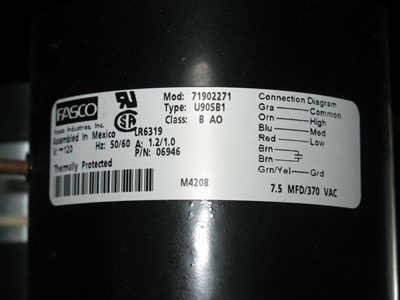 FASCO
Fasco Industries, Inc.
Assembled In Mexico
LR6319
V: ~120 Hz: 50/60 A: 1.2/1.0
P/N: 06946
Thermally Protected
Mod: 71902271
Type: U90SB1
Class: B AO
M4208
Connection Diagram
Gra Common
Orn High
Blu Med
Red Low
Brn
Brn
Grn/Yel Grd
7.5 MFD/370 VAC